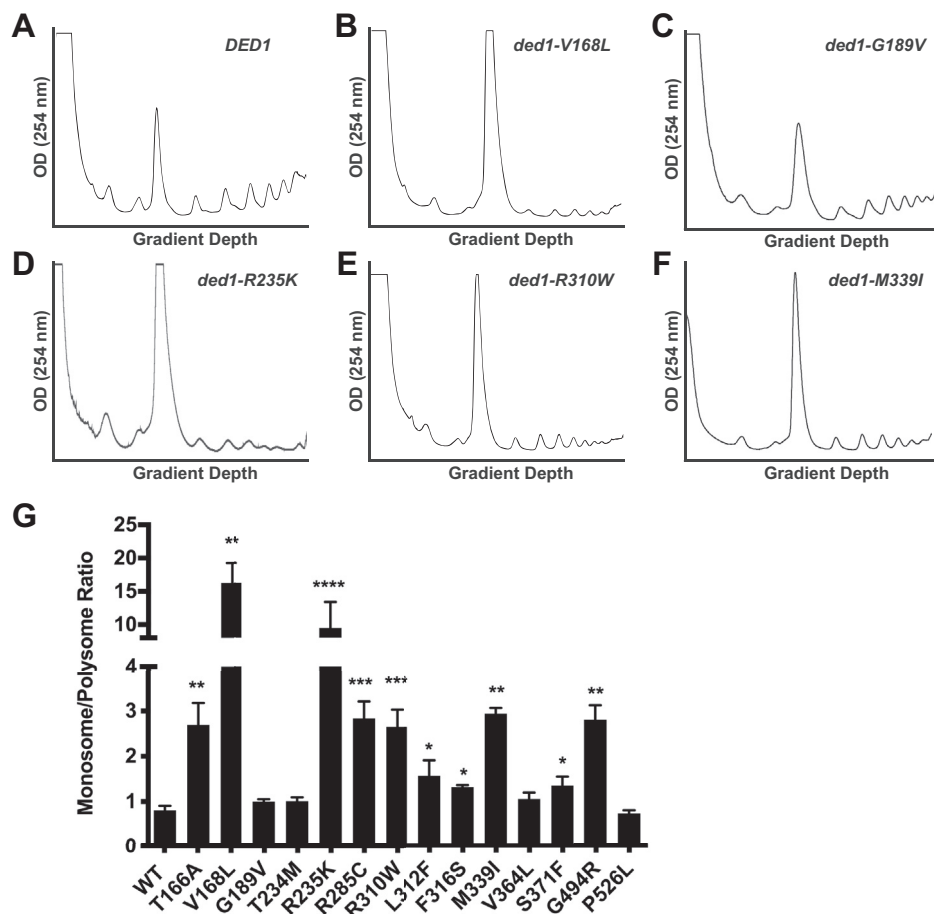 A
DED1
OD (254 nm)
Gradient Depth
B
ded1-V168L
OD (254 nm)
Gradient Depth
C
ded1-G189V
OD (254 nm)
Gradient Depth
D
ded1-R235K
OD (254 nm)
Gradient Depth
E
ded1-R310W
OD (254 nm)
Gradient Depth
F
ded1-M339I
OD (254 nm)
Gradient Depth
G
Monosome/Polysome Ratio
25
20
15
10
4
3
2
1
0
**
**
****
***
***
*
*
**
*
**
WT
T166A
V168L
G189V
T234M
R235K
R285C
R310W
L312F
F316S
M339I
V364L
S371F
G494R
P526L